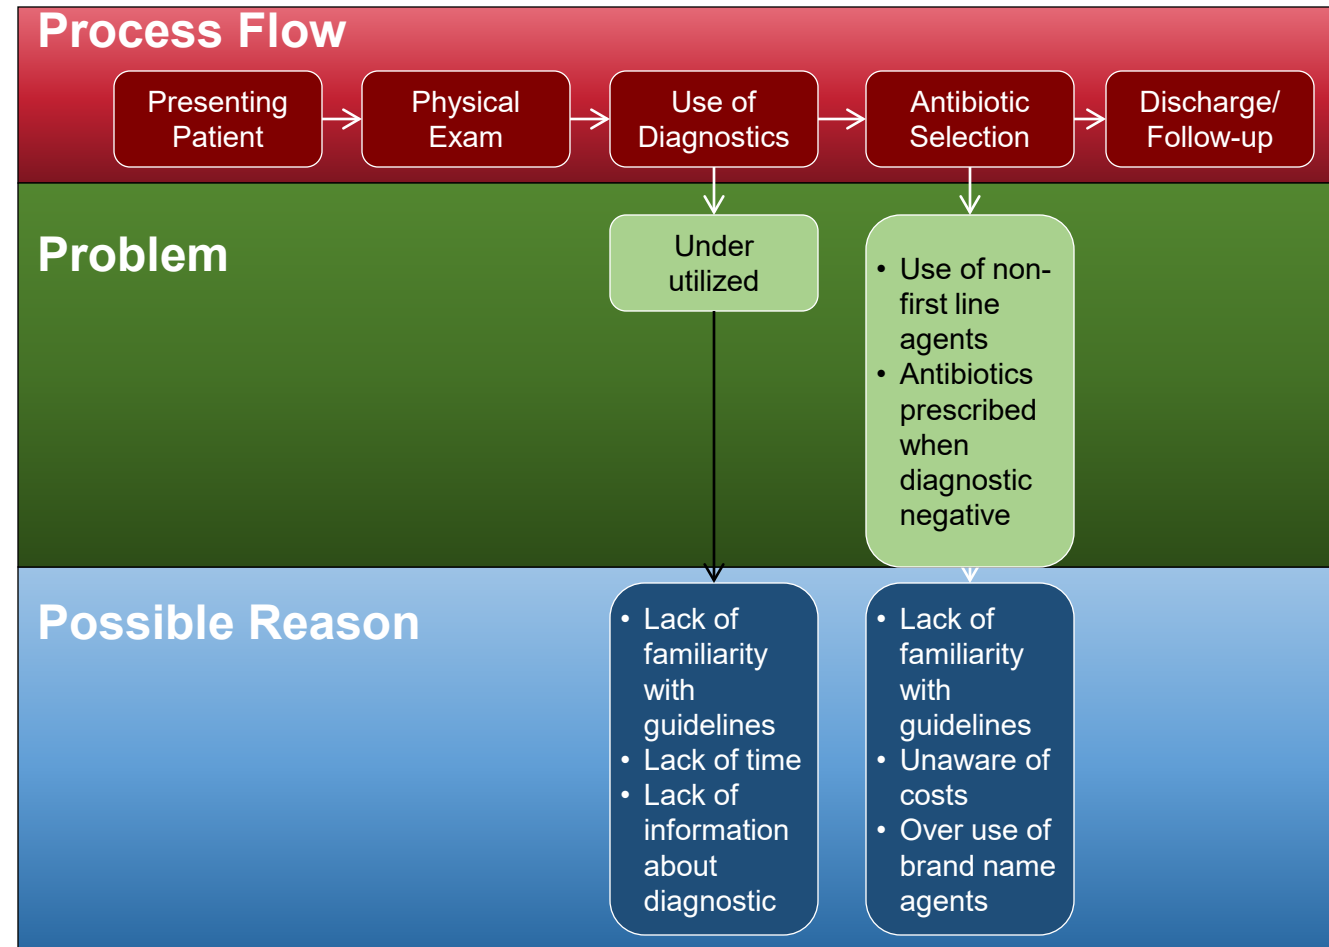 Process Flow
Presenting
Patient
Physical
Exam
Use of
Diagnostics
Antibiotic
Selection
Discharge/
Follow-up
Problem
Under
utilized
• Use of non-
first line
agents
• Antibiotics
prescribed
when
diagnostic
negative
Possible Reason
• Lack of
familiarity
with
guidelines
• Lack of time
• Lack of
information
about
diagnostic
• Lack of
familiarity
with
guidelines
• Unaware of
costs
• Over use of
brand name
agents